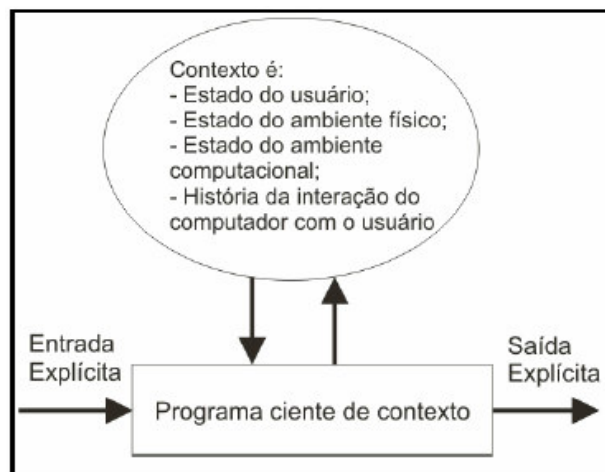 Contexto é:
- Estado do usuário;
- Estado do ambiente físico;
- Estado do ambiente
computacional;
- História da interação do
computador com o usuário
Entrada
Explícita
Programa ciente de contexto
Saída
Explícita